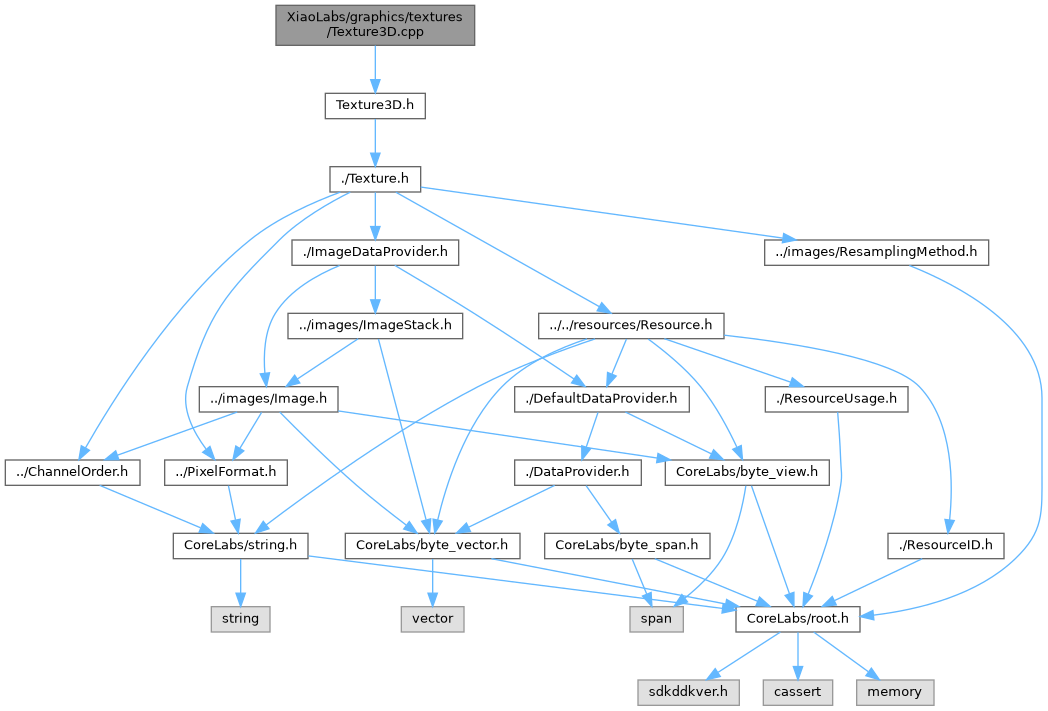 XiaoLabs/graphics/textures
/Texture3D.cpp
Texture3D.h
./Texture.h
./ImageDataProvider.h
../images/ResamplingMethod.h
../images/ImageStack.h
../../resources/Resource.h
../images/Image.h
./DefaultDataProvider.h
./ResourceUsage.h
../ChannelOrder.h
../PixelFormat.h
./DataProvider.h
CoreLabs/byte_view.h
CoreLabs/string.h
CoreLabs/byte_vector.h
CoreLabs/byte_span.h
./ResourceID.h
string
vector
span
CoreLabs/root.h
sdkddkver.h
cassert
memory